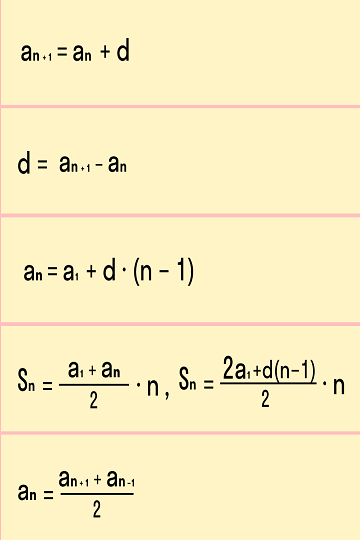 aₙ₊₁ = aₙ + d
d = aₙ₊₁ - aₙ
aₙ = a₁ + d · (n - 1)
Sₙ = (a₁ + aₙ)/2 · n, Sₙ = (2a₁+d(n-1))/2 · n
aₙ = (aₙ₊₁ + aₙ₋₁)/2